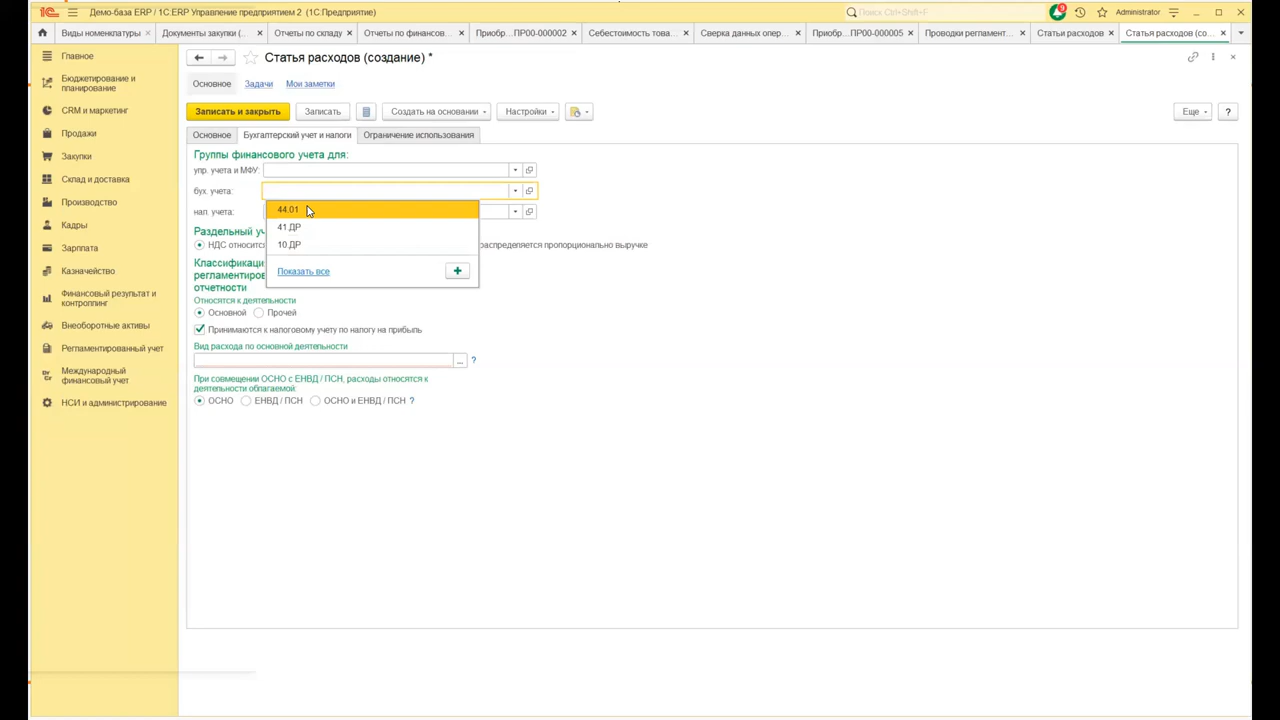 Демо-база ERP / 1С:ERP Управление предприятием 2 (1С:Предприятие)
Поиск Ctrl+Shift+F
Administrator
Виды номенклатуры
Документы закупки (...
Отчеты по складу
Отчеты по финансов...
Приобр...ПР00-000002
Себестоимость това...
Сверка данных опер...
Приобр...ПР00-000005
Проводки регламент...
Статьи расходов
Статья расходов (со...
Главное
Бюджетирование и
планирование
CRM и маркетинг
Продажи
Закупки
Склад и доставка
Производство
Кадры
Зарплата
Казначейство
Финансовый результат и
контроллинг
Внеоборотные активы
Регламентированный учет
Международный
финансовый учет
НСИ и администрирование
Статья расходов (создание) *
Основное Задачи Мои заметки
Записать и закрыть Записать Создать на основании Настройки Еще ?
Основное Бухгалтерский учет и налоги Ограничение использования
Группы финансового учета для:
упр. учета и МФУ:
бух. учета:
нап. учета:
44.01
41.ДР
10.ДР
Показать все
Раздельный уч
НДС относитс распределяется пропорционально выручке
Классификаци
регламентиров
отчетности
Относятся к деятельности
Основной Прочей
Принимаются к налоговому учету по налогу на прибыль
Вид расхода по основной деятельности
... ?
При совмещении ОСНО с ЕНВД / ПСН, расходы относятся к
деятельности облагаемой:
ОСНО ЕНВД / ПСН ОСНО и ЕНВД / ПСН ?